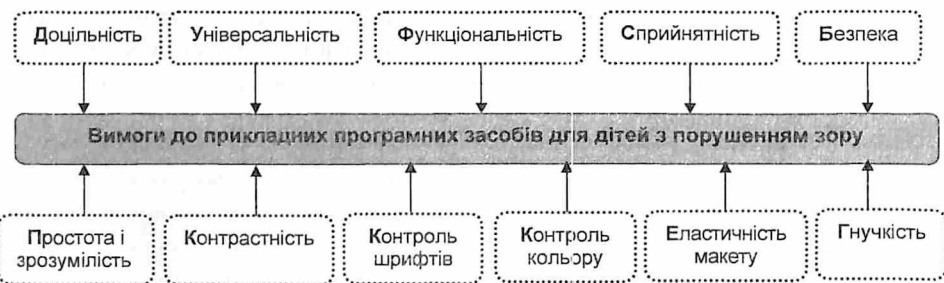 Доцільність
Універсальність
Функціональність
Сприйнятність
Безпека
Вимоги до прикладних програмних засобів для дітей з порушенням зору
Простота і
зрозумілість
Контрастність
Контроль
шрифтів
Контроль
кольору
Еластичність
макету
Гнучкість